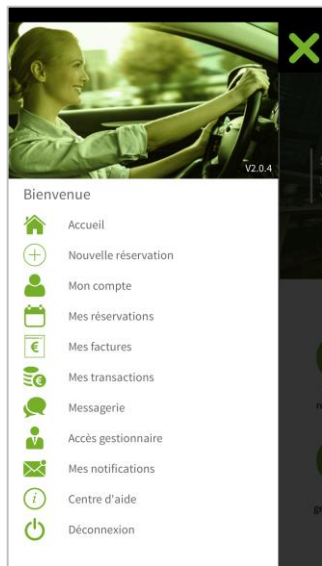 V2.0.4
Bienvenue
Accueil
Nouvelle réservation
Mon compte
Mes réservations
€ Mes factures
€ Mes transactions
Messagerie
Accès gestionnaire
Mes notifications
i Centre d'aide
Déconnexion